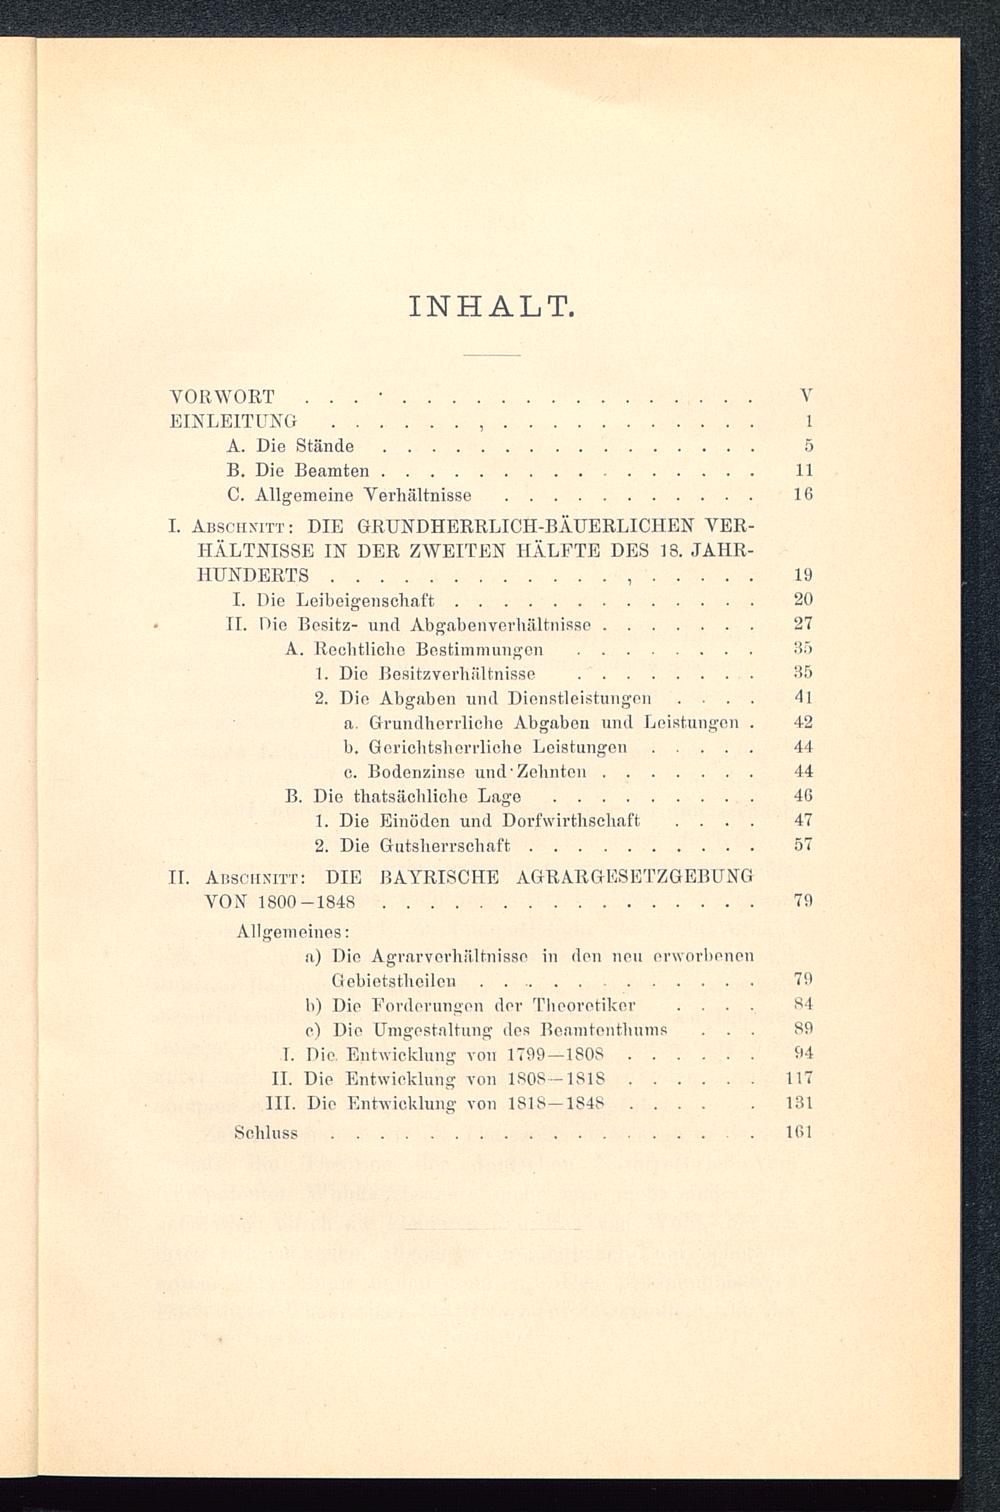 INHALT.
VORWORT . . . . . . . . . . . . . . . . . . . V
EINLEITUNG . . . . . . . . . . . . . . . . . . 1
A. Die Stände . . . . . . . . . . . . . . . . 5
B. Die Beamten . . . . . . . . . . . . . . . . 11
C. Allgemeine Verhältnisse . . . . . . . . . . . 16
I. ABSCHNITT: DIE GRUNDHERRLICH-BÄUERLICHEN VER-
HÄLTNISSE IN DER ZWEITEN HÄLFTE DES 18. JAHR-
HUNDERTS . . . . . . . . . . . . . . . . . . 19
I. Die Leibeigenschaft . . . . . . . . . . . . . 20
II. Die Besitz- und Abgabenverhältnisse . . . . . . . 27
A. Rechtliche Bestimmungen . . . . . . . . 35
1. Die Besitzverhältnisse . . . . . . . . 35
2. Die Abgaben und Dienstleistungen . . . . 41
a. Grundherrliche Abgaben und Leistungen . 42
b. Gerichtsherrliche Leistungen . . . . . 44
c. Bodenzinse und Zehnten . . . . . . . 44
B. Die thatsächliche Lage . . . . . . . . . 46
1. Die Einöden und Dorfwirthschaft . . . . 47
2. Die Gutsherrschaft . . . . . . . . . . 57
II. ABSCHNITT: DIE BAYRISCHE AGRARGESETZGEBUNG
VON 1800–1848 . . . . . . . . . . . . . . . . 79
Allgemeines:
a) Die Agrarverhältnisse in den neu erworbenen
Gebietstheilen . . . . . . . . . . . . 79
b) Die Forderungen der Theoretiker . . . . 84
c) Die Umgestaltung des Beamtenthums . . . 89
I. Die Entwicklung von 1799—1808 . . . . . . 94
II. Die Entwicklung von 1808—1818 . . . . . . 117
III. Die Entwicklung von 1818—1848 . . . . . 131
Schluss . . . . . . . . . . . . . . . . . . 161